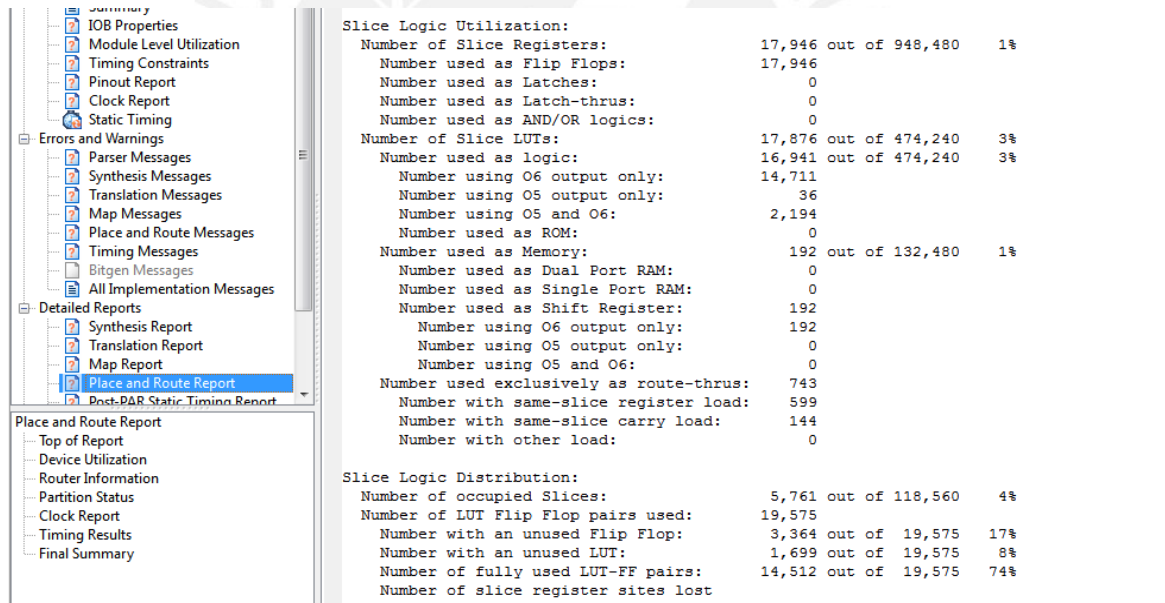 Summary
IOB Properties
Module Level Utilization
Timing Constraints
Pinout Report
Clock Report
Static Timing
Errors and Warnings
Parser Messages
Synthesis Messages
Translation Messages
Map Messages
Place and Route Messages
Timing Messages
Bitgen Messages
All Implementation Messages
Detailed Reports
Synthesis Report
Translation Report
Map Report
Place and Route Report
Post-PAR Static Timing Report
Place and Route Report
Top of Report
Device Utilization
Router Information
Partition Status
Clock Report
Timing Results
Final Summary
Slice Logic Utilization:
Number of Slice Registers: 17,946 out of 948,480 1%
Number used as Flip Flops: 17,946
Number used as Latches: 0
Number used as Latch-thrus: 0
Number used as AND/OR logics: 0
Number of Slice LUTs: 17,876 out of 474,240 3%
Number used as logic: 16,941 out of 474,240 3%
Number using O6 output only: 14,711
Number using O5 output only: 36
Number using O5 and O6: 2,194
Number used as ROM: 0
Number used as Memory: 192 out of 132,480 1%
Number used as Dual Port RAM: 0
Number used as Single Port RAM: 0
Number used as Shift Register: 192
Number using O6 output only: 192
Number using O5 output only: 0
Number using O5 and O6: 0
Number used exclusively as route-thrus: 743
Number with same-slice register load: 599
Number with same-slice carry load: 144
Number with other load: 0
Slice Logic Distribution:
Number of occupied Slices: 5,761 out of 118,560 4%
Number of LUT Flip Flop pairs used: 19,575
Number with an unused Flip Flop: 3,364 out of 19,575 17%
Number with an unused LUT: 1,699 out of 19,575 8%
Number of fully used LUT-FF pairs: 14,512 out of 19,575 74%
Number of slice register sites lost